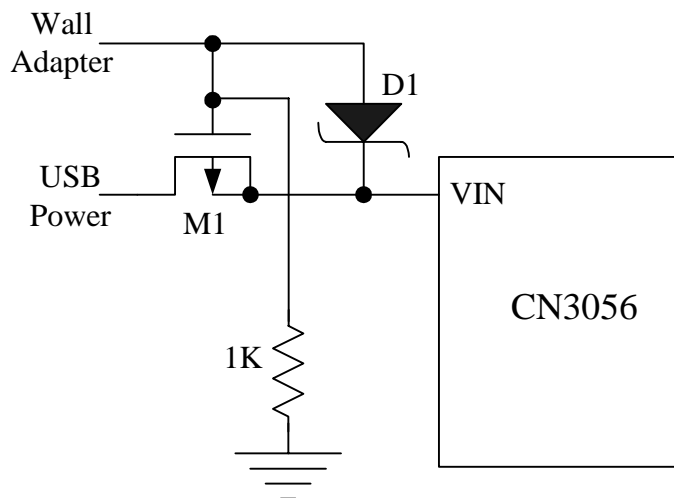 Wall
Adapter
D1
USB
Power
M1
VIN
CN3056
1K